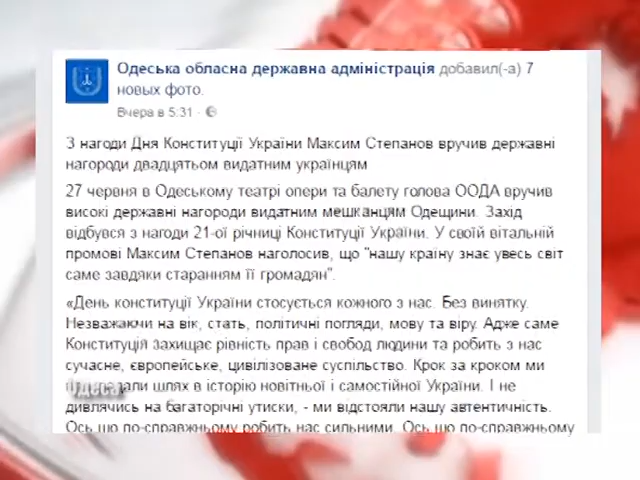 Одеська обласна державна адміністрація добавил(-а) 7
нових фото.
Вчера в 5:31 ·
З нагоди Дня Конституції України Максим Степанов вручив державні
нагороди двадцятьом видатним українцям
27 червня в Одеському театрі опери та балету голова ООДА вручив
високі державні нагороди видатним мешканцям Одещини. Захід
відбувся з нагоди 21-ої річниці Конституції України. У своїй вітальній
промові Максим Степанов наголосив, що "нашу країну знає увесь світ
саме завдяки старанням її громадян".
«День конституції України стосується кожного з нас. Без винятку.
Незважаючи на вік, стать, політичні погляди, мову та віру. Адже саме
Конституція захищає рівність прав і свобод людини та робить з нас
сучасне, європейське, цивілізоване суспільство. Крок за кроком ми
шлях в історію новітньої і самостійної України. І не
Одеса
дивлячись на багаторічні утиски, - ми відстояли нашу автентичність.
Ось що по-справжньому робить нас сильними. Ось що по-справжньому